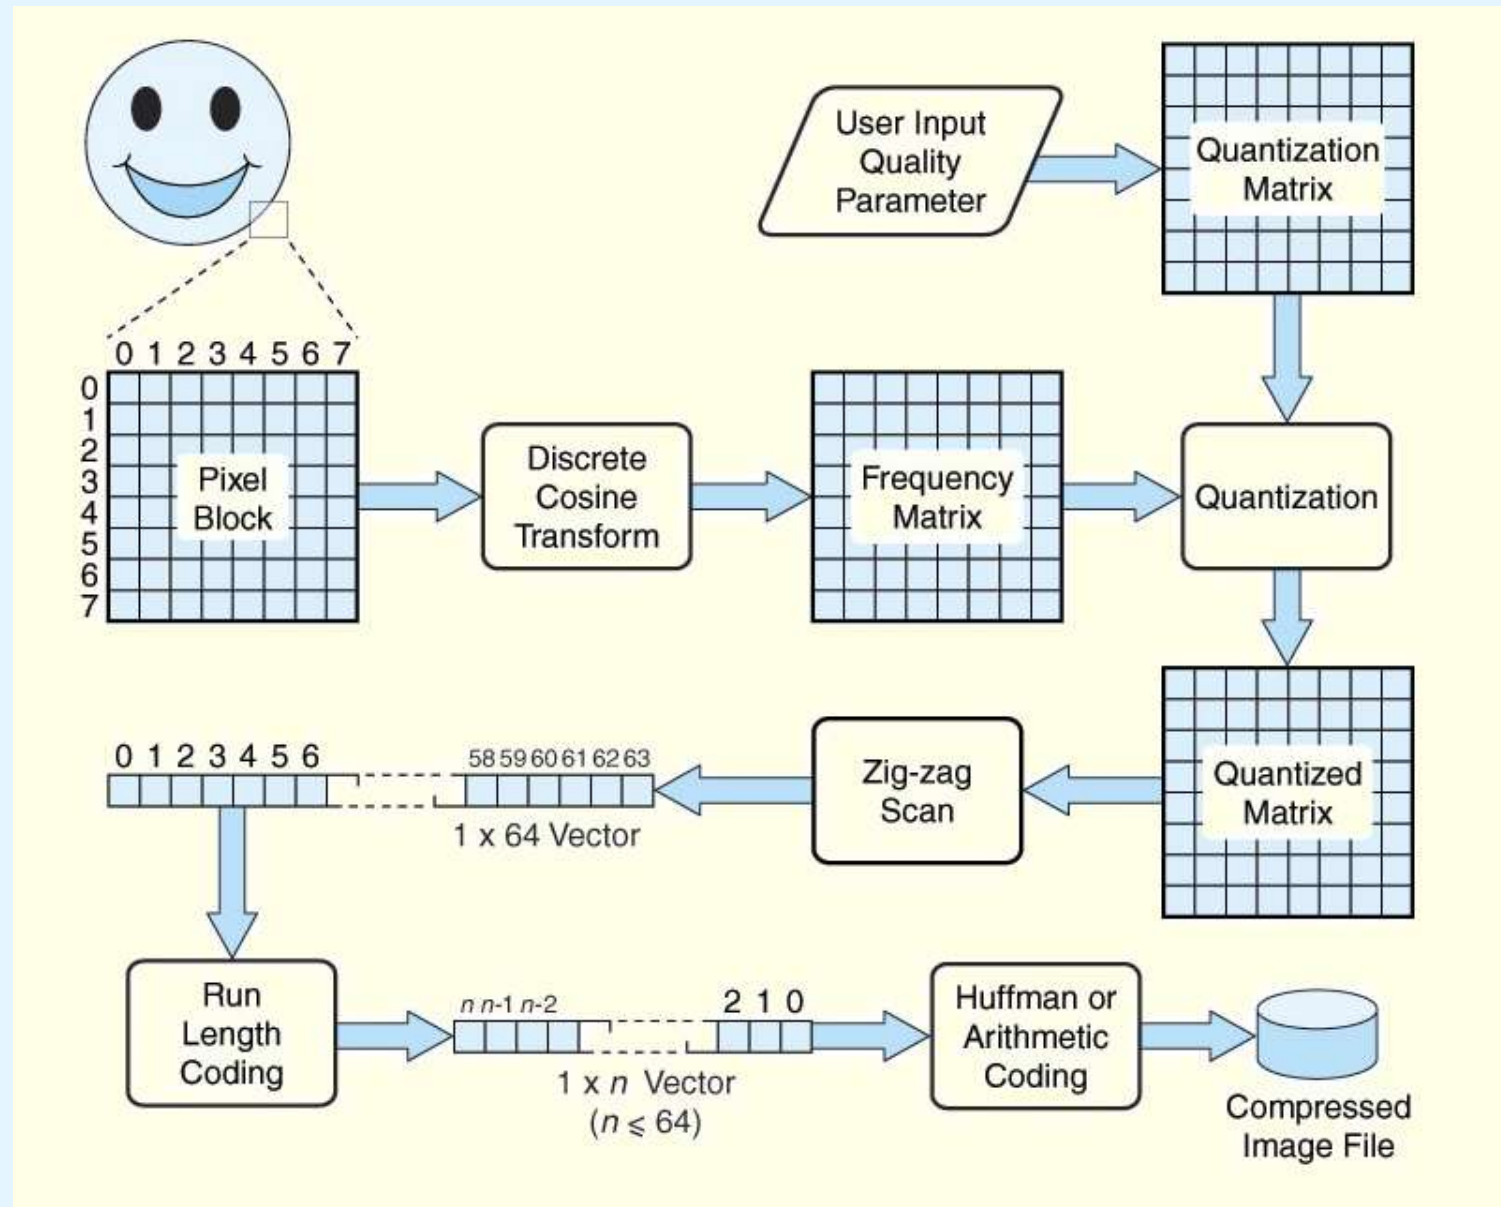 User Input
Quality
Parameter
Quantization
Matrix
0 1 2 3 4 5 6 7
0
1
2
3
4
5
6
7
Pixel
Block
Discrete
Cosine
Transform
Frequency
Matrix
Quantization
Quantized
Matrix
Zig-zag
Scan
0 1 2 3 4 5 6
58 59 60 61 62 63
1 x 64 Vector
Run
Length
Coding
n n-1 n-2
2 1 0
1 x n Vector
(n ⩽ 64)
Huffman or
Arithmetic
Coding
Compressed
Image File